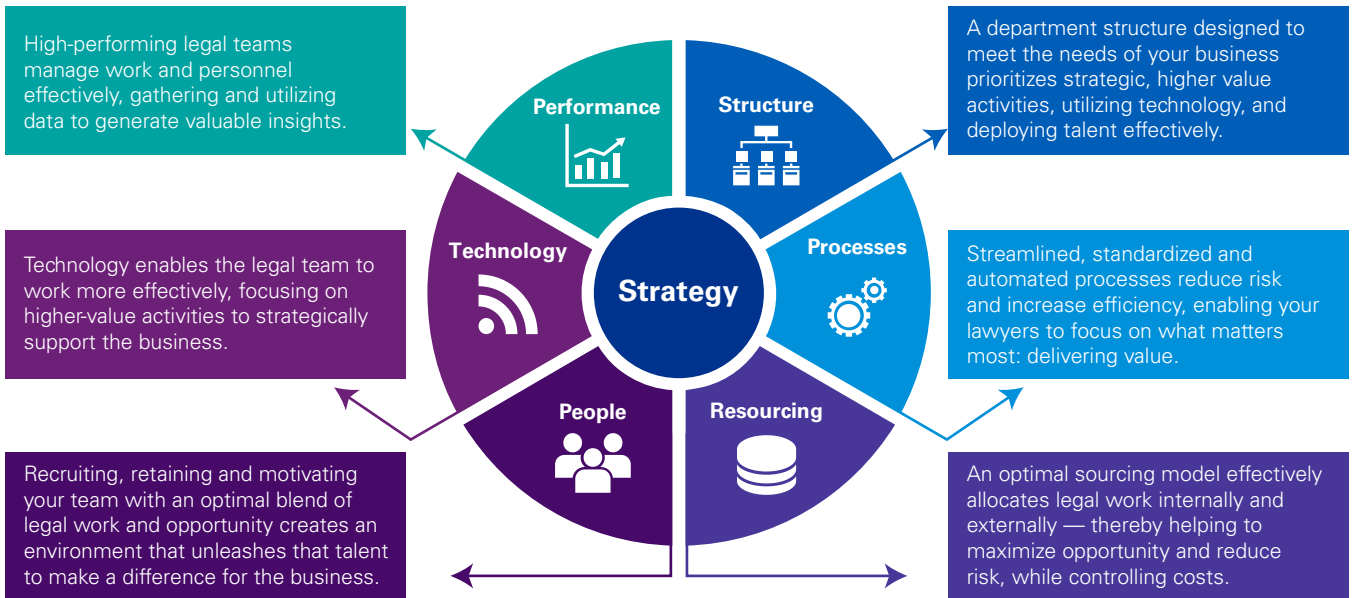 High-performing legal teams
manage work and personnel
effectively, gathering and utilizing
data to generate valuable insights.
Performance
Structure
A department structure designed to
meet the needs of your business
prioritizes strategic, higher value
activities, utilizing technology, and
deploying talent effectively.
Technology enables the legal team to
work more effectively, focusing on
higher-value activities to strategically
support the business.
Technology
Strategy
Processes
Streamlined, standardized and
automated processes reduce risk
and increase efficiency, enabling your
lawyers to focus on what matters
most: delivering value.
Recruiting, retaining and motivating
your team with an optimal blend of
legal work and opportunity creates an
environment that unleashes that talent
to make a difference for the business.
People
Resourcing
An optimal sourcing model effectively
allocates legal work internally and
externally — thereby helping to
maximize opportunity and reduce
risk, while controlling costs.